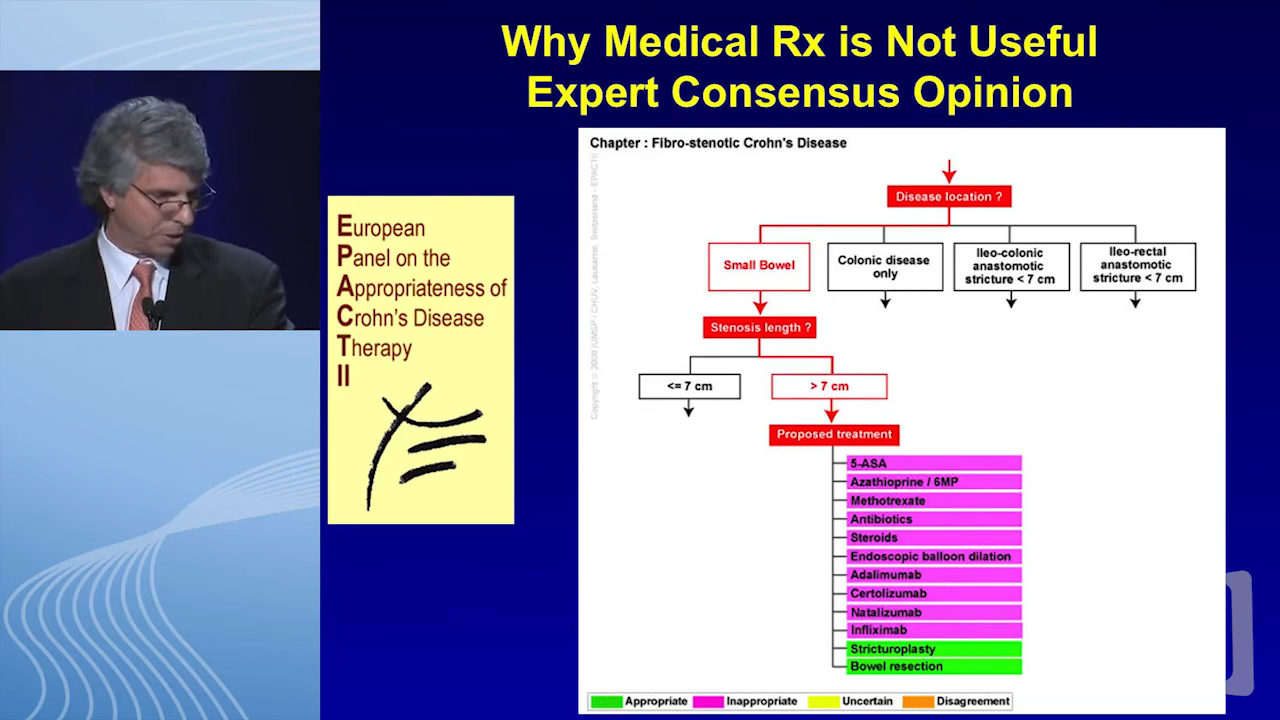 Why Medical Rx is Not Useful
Expert Consensus Opinion
European
Panel on the
Appropriateness of
Crohn's Disease
Therapy
II
Chapter : Fibro-stenotic Crohn's Disease
Disease location ?
Small Bowel
Colonic disease
only
Ileo-colonic
anastomotic
stricture < 7 cm
Ileo-rectal
anastomotic
stricture < 7 cm
Stenosis length ?
<= 7 cm
> 7 cm
Proposed treatment
5-ASA
Azathioprine / 6MP
Methotrexate
Antibiotics
Steroids
Endoscopic balloon dilation
Adalimumab
Certolizumab
Natalizumab
Infliximab
Stricturoplasty
Bowel resection
Appropriate
Inappropriate
Uncertain
Disagreement